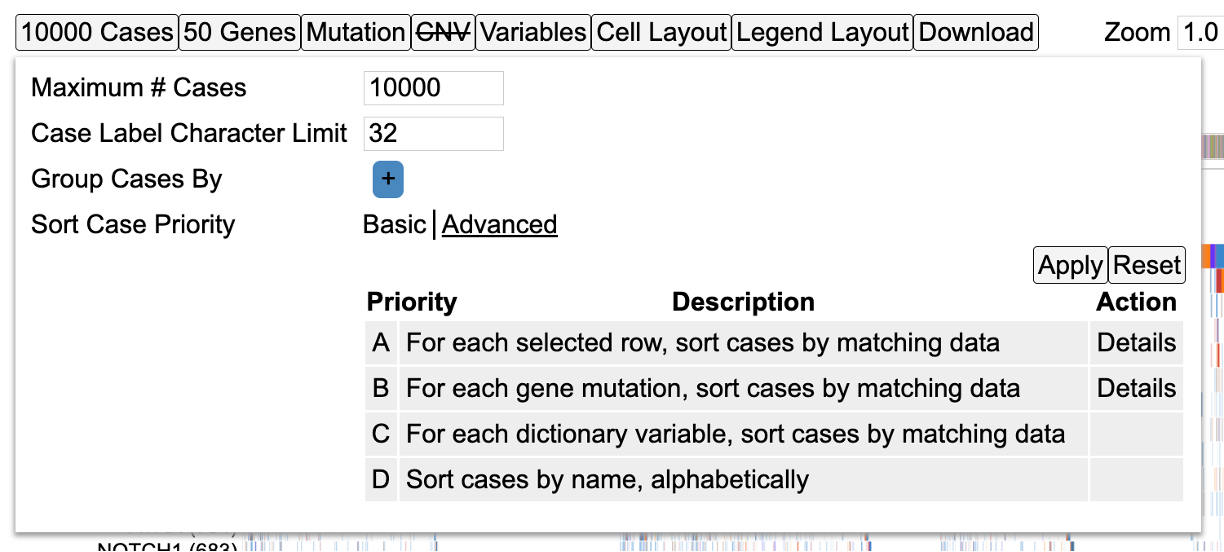 10000 Cases 50 Genes Mutation CNV Variables Cell Layout Legend Layout Download Zoom 1.0
Maximum # Cases 10000
Case Label Character Limit 32
Group Cases By +
Sort Case Priority Basic | Advanced
Apply Reset
Priority Description Action
A For each selected row, sort cases by matching data Details
B For each gene mutation, sort cases by matching data Details
C For each dictionary variable, sort cases by matching data
D Sort cases by name, alphabetically
NOTCH1 (683)